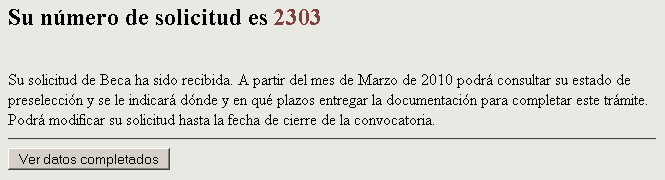 Su número de solicitud es 2303
Su solicitud de Beca ha sido recibida. A partir del mes de Marzo de 2010 podrá consultar su estado de
preselección y se le indicará dónde y en qué plazos entregar la documentación para completar este trámite.
Podrá modificar su solicitud hasta la fecha de cierre de la convocatoria.
Ver datos completados